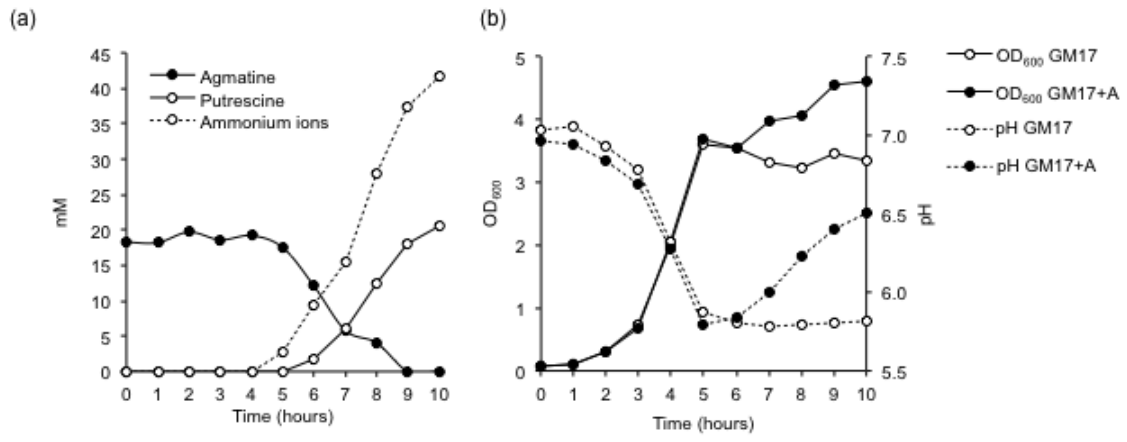 (a)
45
40
35
30
25
20
15
10
5
0
mM
Agmatine
Putrescine
Ammonium ions
0 1 2 3 4 5 6 7 8 9 10
Time (hours)
(b)
5
4
3
2
1
0
OD600
7.5
7.0
6.5
6.0
5.5
pH
0 1 2 3 4 5 6 7 8 9 10
Time (hours)
OD600 GM17
OD600 GM17+A
pH GM17
pH GM17+A